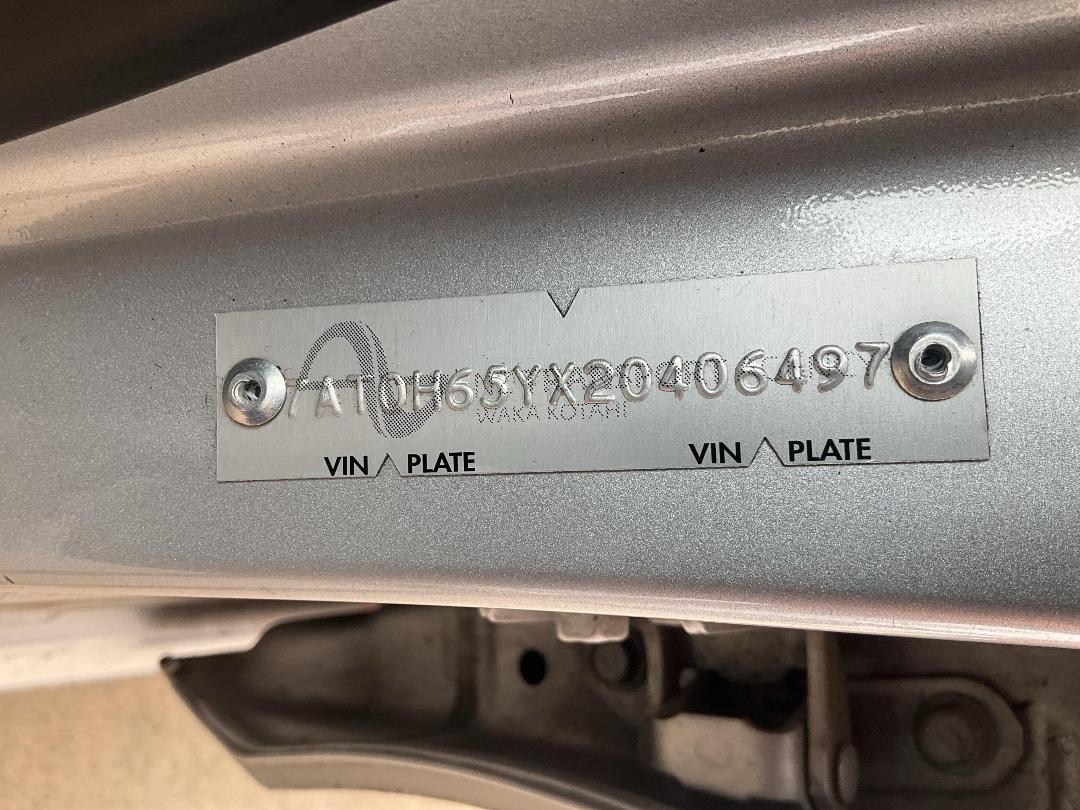 7AT0H65YX20406497
WAKA KOTAHI
VIN PLATE VIN PLATE